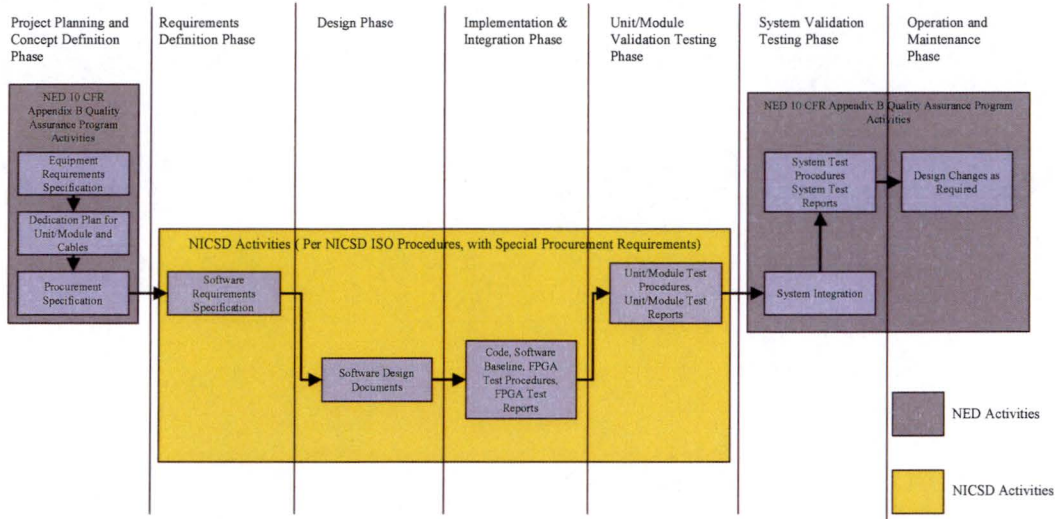 Project Planning and
Concept Definition
Phase
Requirements
Definition Phase
Design Phase
Implementation &
Integration Phase
Unit/Module
Validation Testing
Phase
System Validation
Testing Phase
Operation and
Maintenance
Phase
NED 10 CFR
Appendix B Quality
Assurance Program
Activities
Equipment
Requirements
Specification
Dedication Plan for
Unit/Module and
Cables
Procurement
Specification
NICSD Activities ( Per NICSD ISO Procedures, with Special Procurement Requirements)
Software
Requirements
Specification
Software Design
Documents
Code, Software
Baseline, FPGA
Test Procedures,
FPGA Test
Reports
Unit/Module Test
Procedures,
Unit/Module Test
Reports
NED 10 CFR Appendix B Quality Assurance Program
Activities
System Test
Procedures
System Test
Reports
Design Changes as
Required
System Integration
NED Activities
NICSD Activities